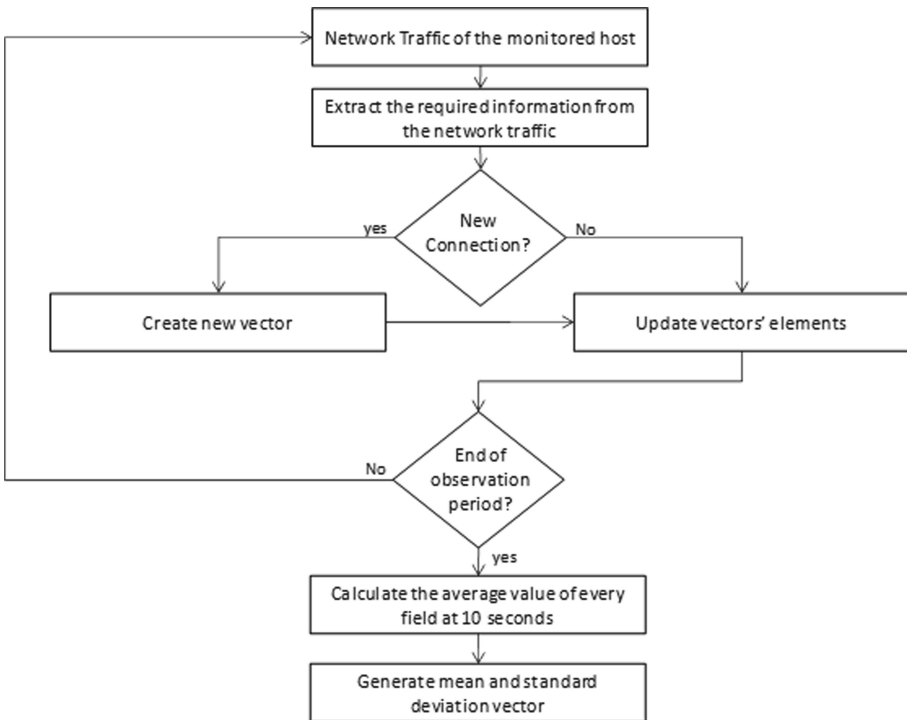 Network Traffic of the monitored host
Extract the required information from
the network traffic
New
Connection?
yes
No
Create new vector
Update vectors' elements
End of
observation
period?
No
yes
Calculate the average value of every
field at 10 seconds
Generate mean and standard
deviation vector